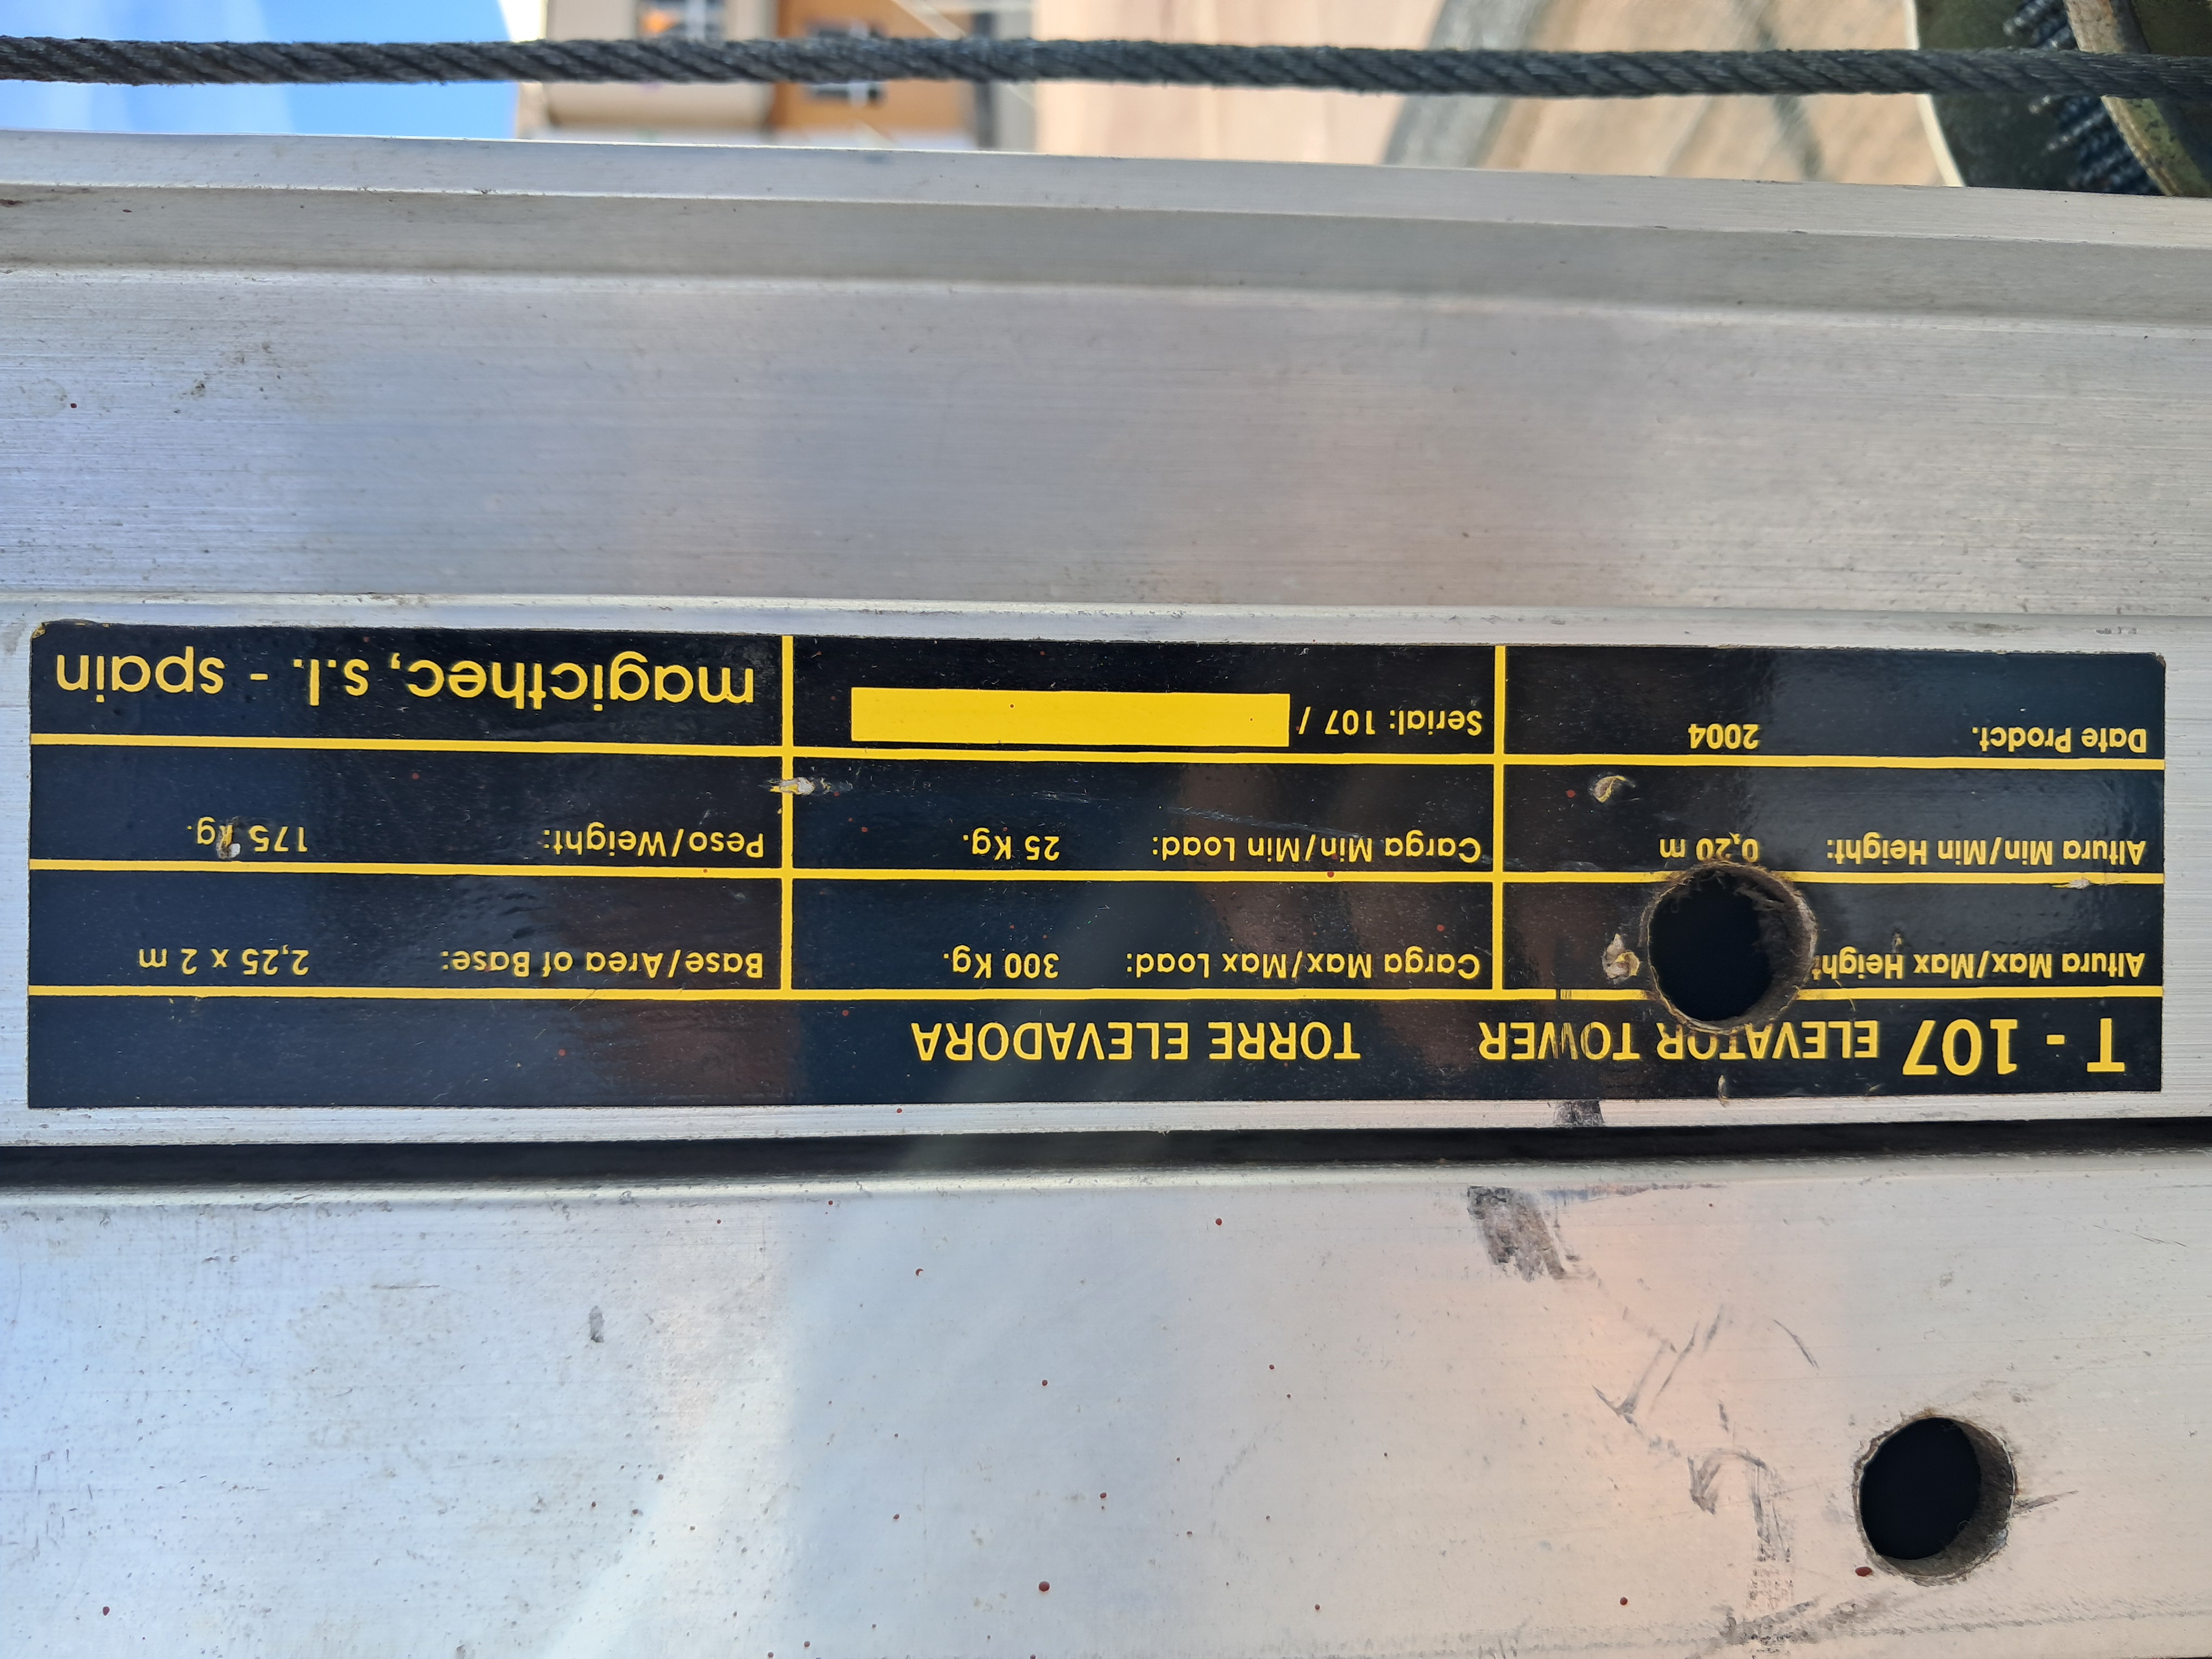 T - 107 ELEVATOR TOWER TORRE ELEVADORA
Altura Max/Max Height Carga Max/Max Load: 300 Kg. Base/Area of Base: 2,25 x 2 m
Altura Min/Min Height: 0,20 m Carga Min/Min Load: 25 Kg. Peso/Weight: 175 kg.
Date Prodct. 2004 Serial: 107 / magicthec, s.l. - spain